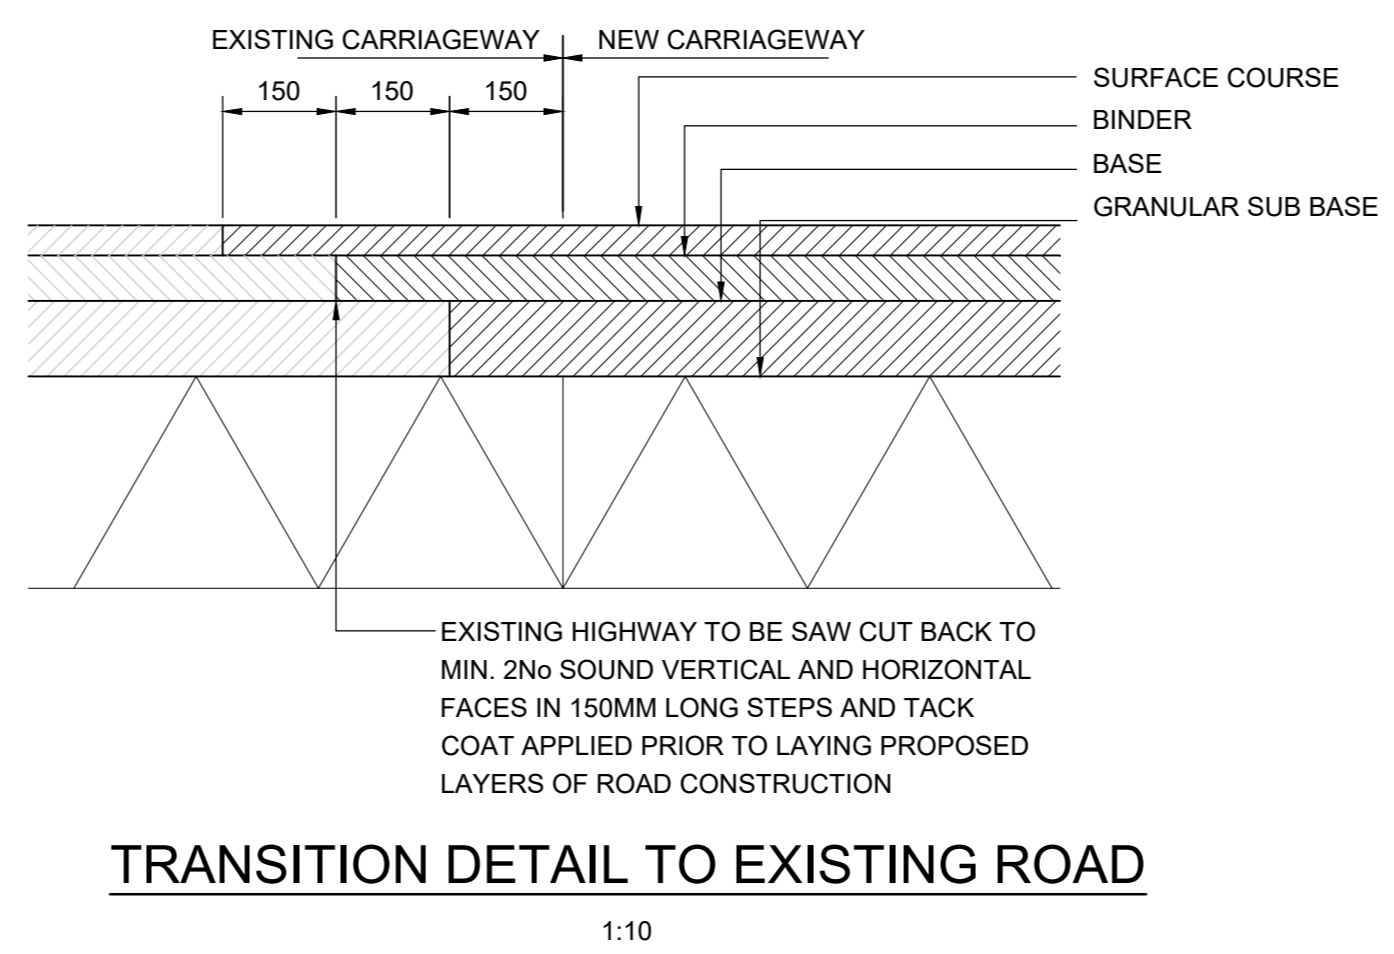 EXISTING CARRIAGEWAY NEW CARRIAGEWAY
150 150 150
SURFACE COURSE
BINDER
BASE
GRANULAR SUB BASE
EXISTING HIGHWAY TO BE SAW CUT BACK TO
MIN. 2No SOUND VERTICAL AND HORIZONTAL
FACES IN 150MM LONG STEPS AND TACK
COAT APPLIED PRIOR TO LAYING PROPOSED
LAYERS OF ROAD CONSTRUCTION
TRANSITION DETAIL TO EXISTING ROAD
1:10